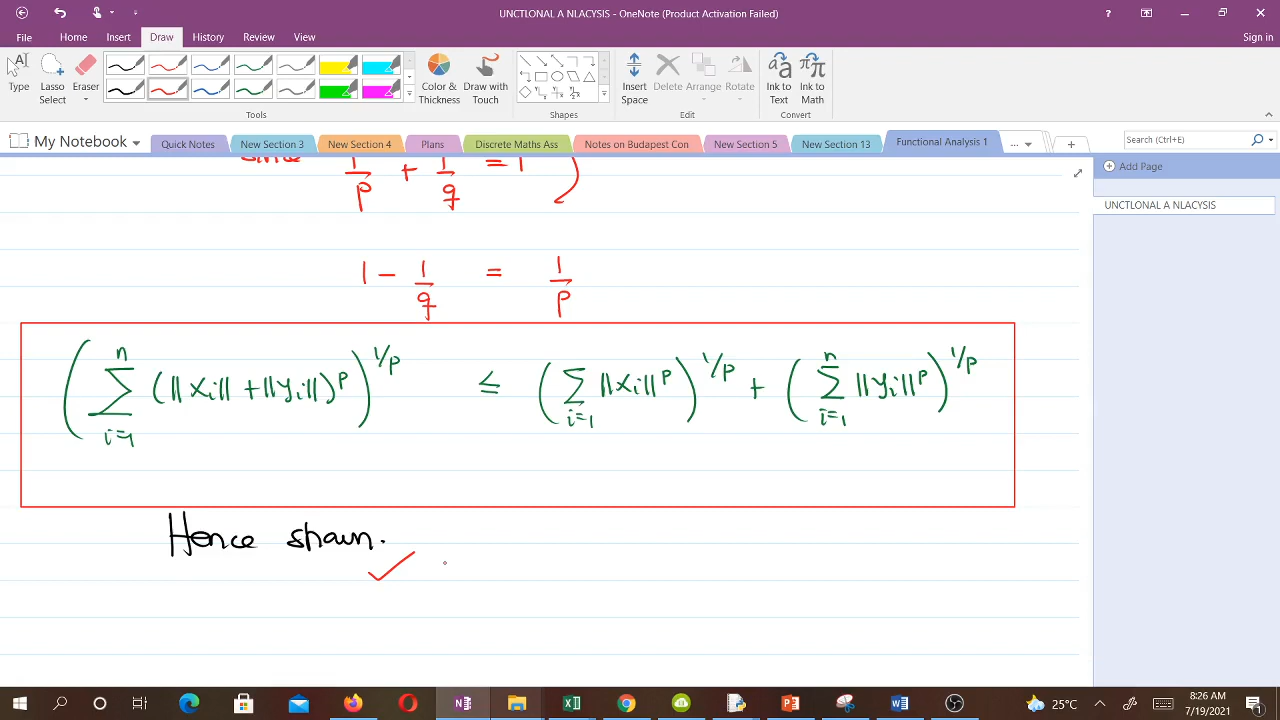 UNCTLONAL A NLACYSIS - OneNote (Product Activation Failed)
File Home Insert Draw History Review View Sign in
Type Lasso Select Eraser Color & Thickness Draw with Touch Insert Space Delete Arrange Rotate Ink to Text Ink to Math
Tools Shapes Edit Convert
My Notebook Quick Notes New Section 3 New Section 4 Plans Discrete Maths Ass Notes on Budapest Con New Section 5 New Section 13 Functional Analysis 1 ... Search (Ctrl+E)
Add Page
UNCTLONAL A NLACYSIS
since 1/p + 1/q = 1 )
1 - 1/q = 1/p
( n ∑ i=1 (||xi|| + ||yi||)^p )^1/p ≤ ( ∑ i=1 ||xi||^p )^1/p + ( n ∑ i=1 ||yi||^p )^1/p
Hence shown.
25°C 8:26 AM
7/19/2021